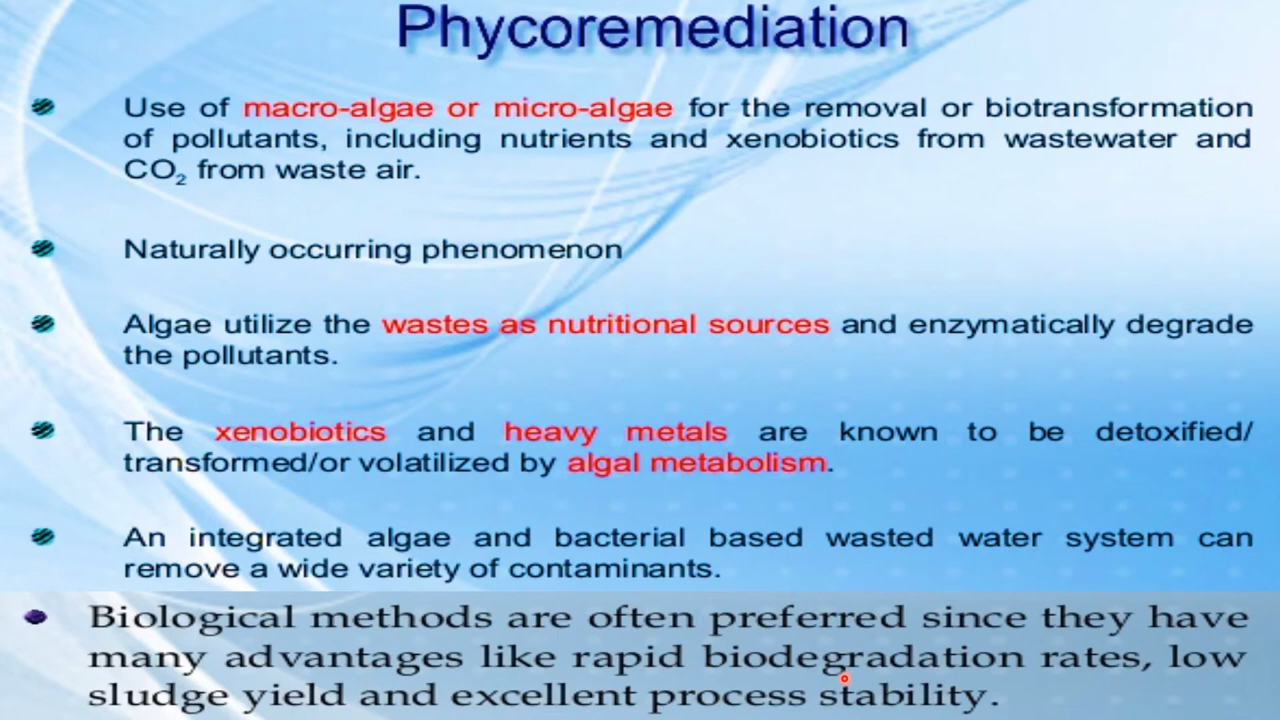 Phycoremediation
Use of macro-algae or micro-algae for the removal or biotransformation
of pollutants, including nutrients and xenobiotics from wastewater and
CO₂ from waste air.
Naturally occurring phenomenon
Algae utilize the wastes as nutritional sources and enzymatically degrade
the pollutants.
The xenobiotics and heavy metals are known to be detoxified/
transformed/or volatilized by algal metabolism.
An integrated algae and bacterial based wasted water system can
remove a wide variety of contaminants.
Biological methods are often preferred since they have
many advantages like rapid biodegradation rates, low
sludge yield and excellent process stability.